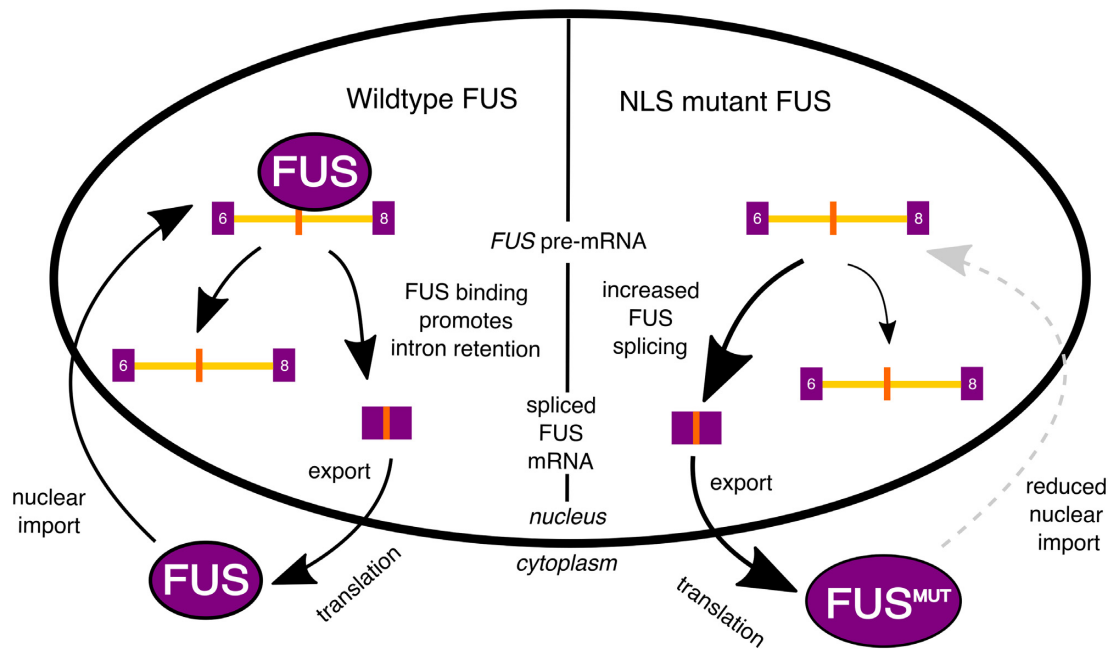 Wildtype FUS
NLS mutant FUS
FUS
6
8
6
8
FUS pre-mRNA
FUS binding
promotes
intron retention
increased
FUS
splicing
6
8
6
8
spliced
FUS
mRNA
export
export
nuclear
import
reduced
nuclear
import
nucleus
cytoplasm
FUS
translation
translation
FUSᴹᵁᵀ